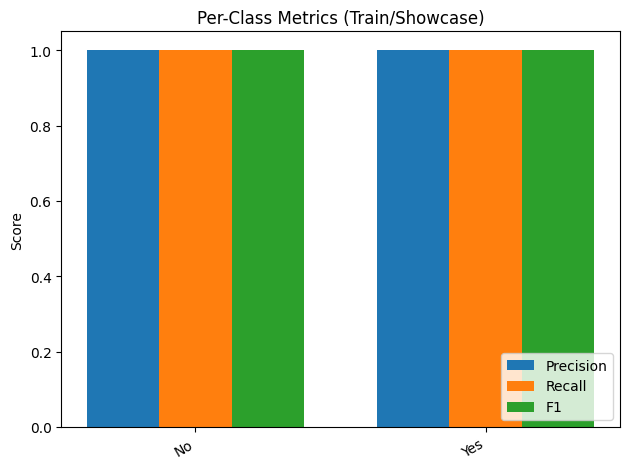 Per-Class Metrics (Train/Showcase)
1.0
0.8
0.6
0.4
0.2
0.0
Score
No
Yes
Precision
Recall
F1